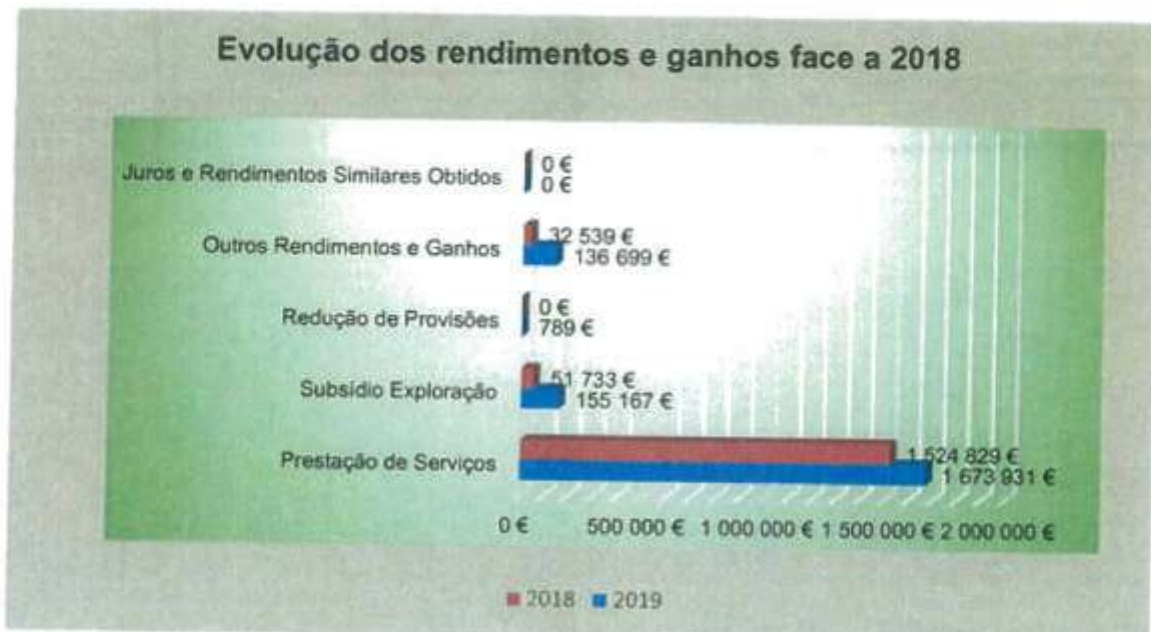 Evolução dos rendimentos e ganhos face a 2018
Juros e Rendimentos Similares Obtidos
0 €
0 €
Outros Rendimentos e Ganhos
32 539 €
136 699 €
Redução de Provisões
0 €
789 €
Subsídio Exploração
51 733 €
155 167 €
Prestação de Serviços
1 524 829 €
1 673 931 €
0 € 500 000 € 1 000 000 € 1 500 000 € 2 000 000 €
2018 2019